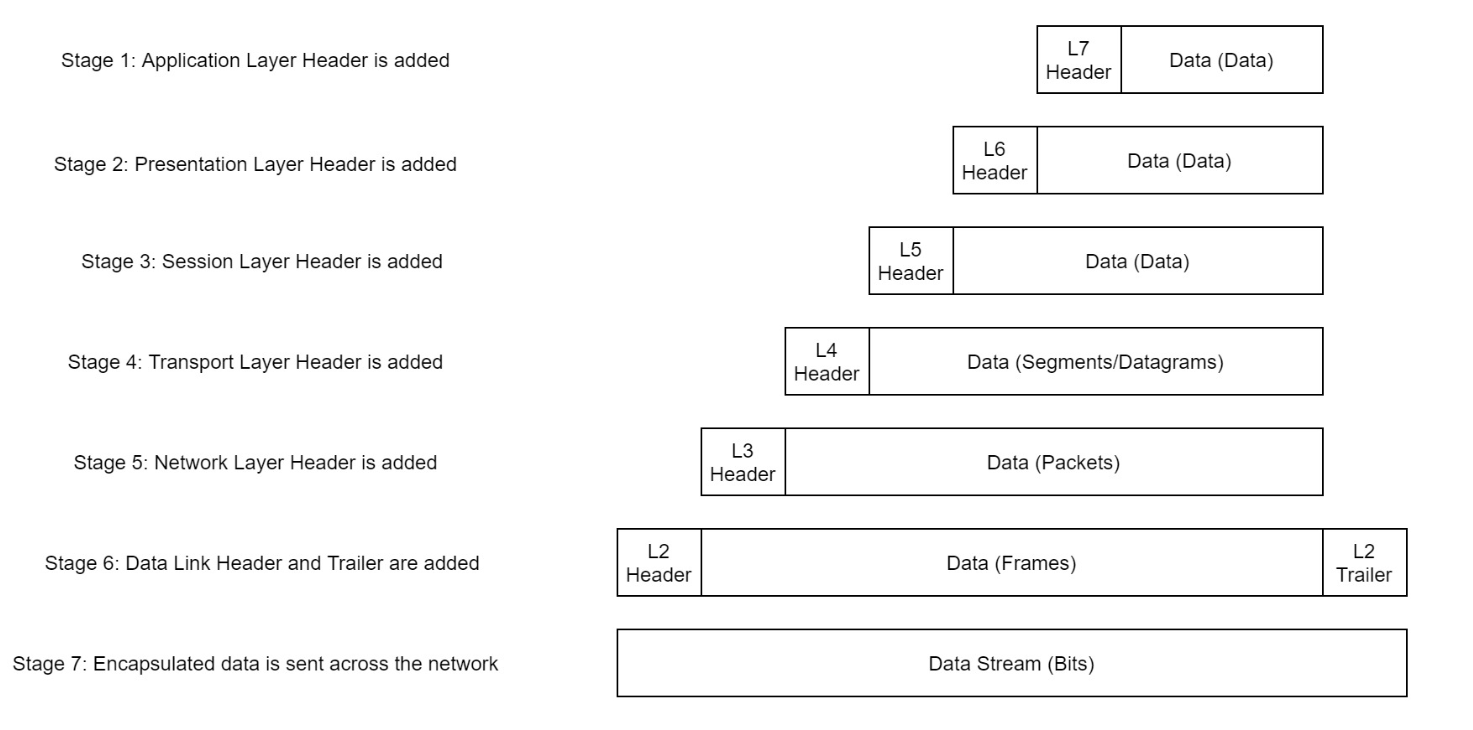 Stage 1: Application Layer Header is added
L7
Header
Data (Data)
Stage 2: Presentation Layer Header is added
L6
Header
Data (Data)
Stage 3: Session Layer Header is added
L5
Header
Data (Data)
Stage 4: Transport Layer Header is added
L4
Header
Data (Segments/Datagrams)
Stage 5: Network Layer Header is added
L3
Header
Data (Packets)
Stage 6: Data Link Header and Trailer are added
L2
Header
Data (Frames)
L2
Trailer
Stage 7: Encapsulated data is sent across the network
Data Stream (Bits)